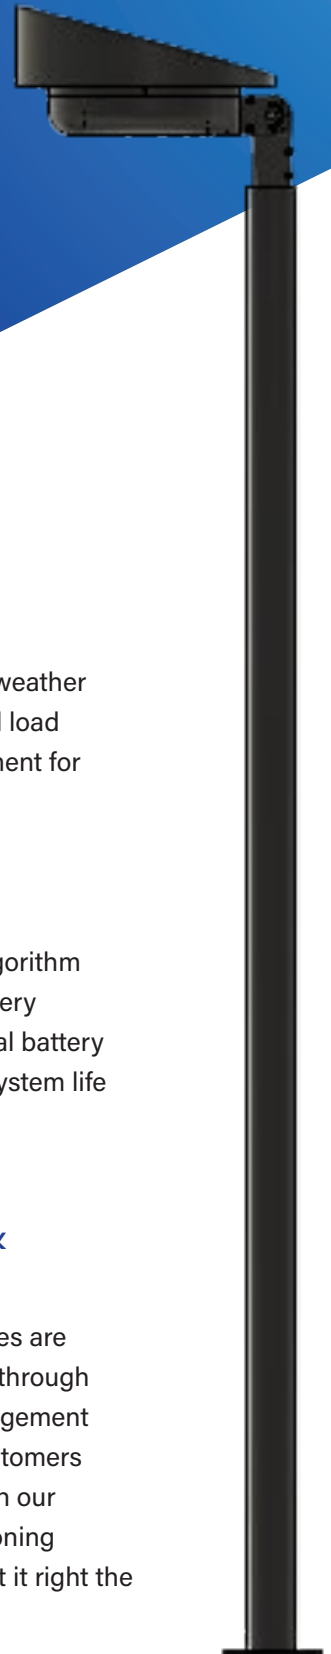 weather
load
ment for
gorithm
ery
al battery
ystem life
es are
through
gement
tomers
n our
oning
t it right the